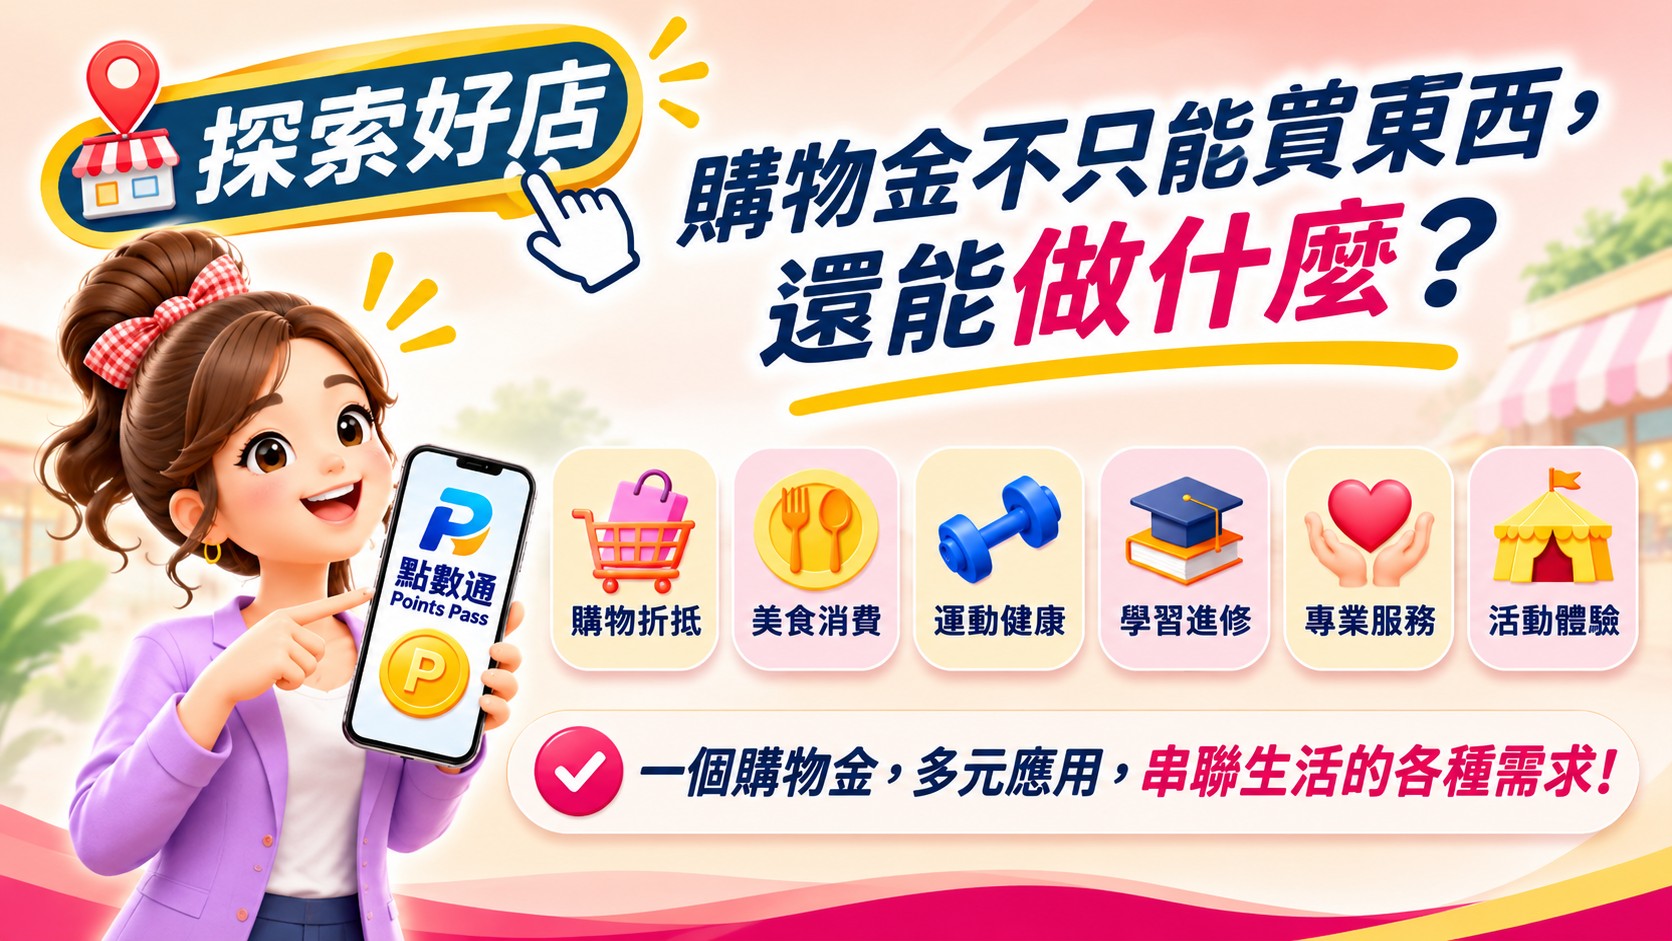 探索好店
購物金不只能買東西，
還能做什麼？
點數通
Points Pass
P
購物折抵
美食消費
運動健康
學習進修
專業服務
活動體驗
一個購物金，多元應用，串聯生活的各種需求！